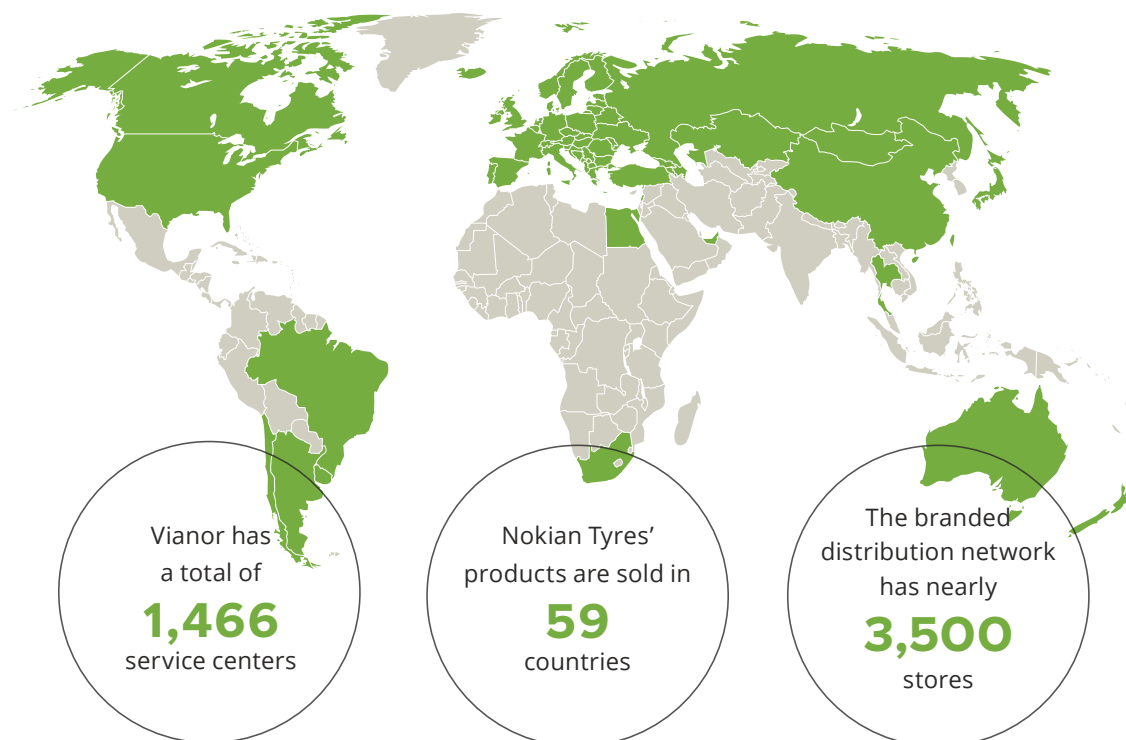 Vianor has
a total of
1,466
service centers
Nokian Tyres’
products are sold in
59
countries
The branded
distribution network
has nearly
3,500
stores